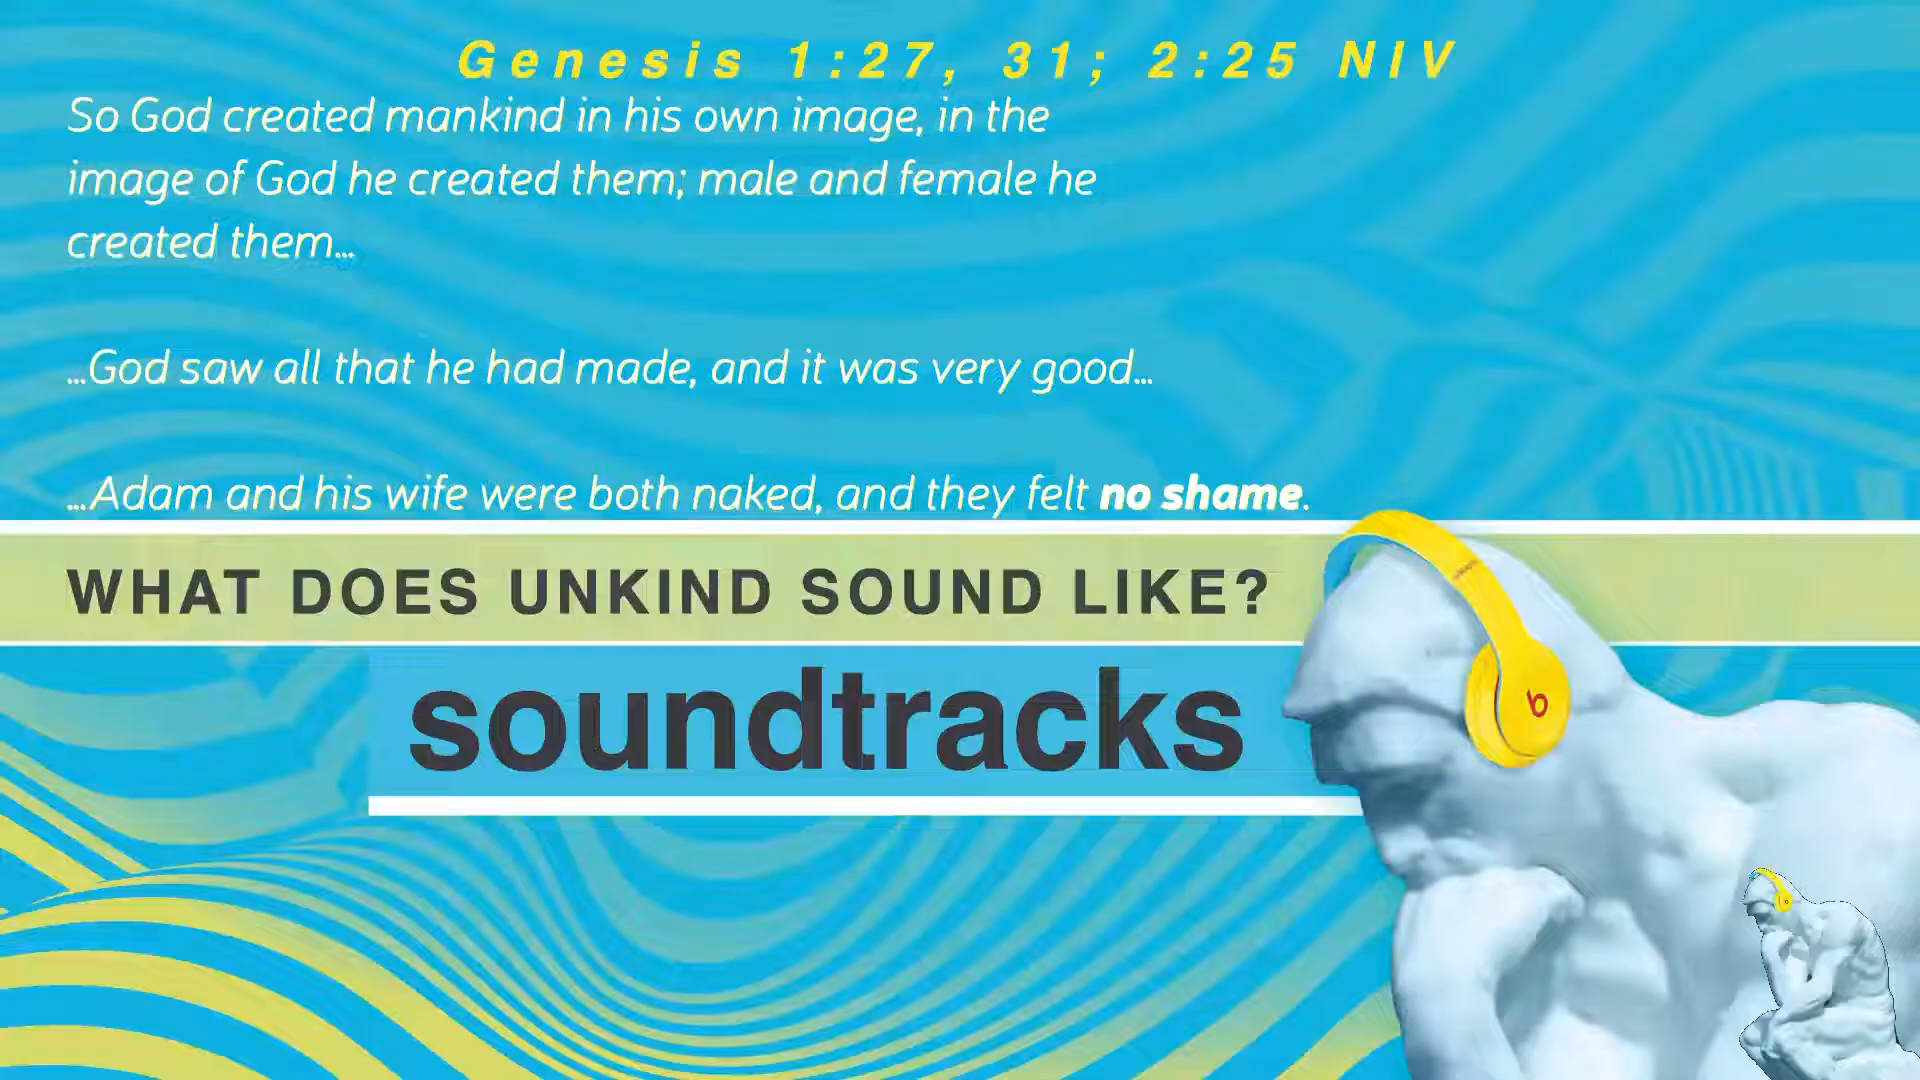 Genesis 1:27, 31; 2:25 NIV
So God created mankind in his own image, in the
image of God he created them; male and female he
created them...
...God saw all that he had made, and it was very good...
...Adam and his wife were both naked, and they felt no shame.
WHAT DOES UNKIND SOUND LIKE?
soundtracks
b